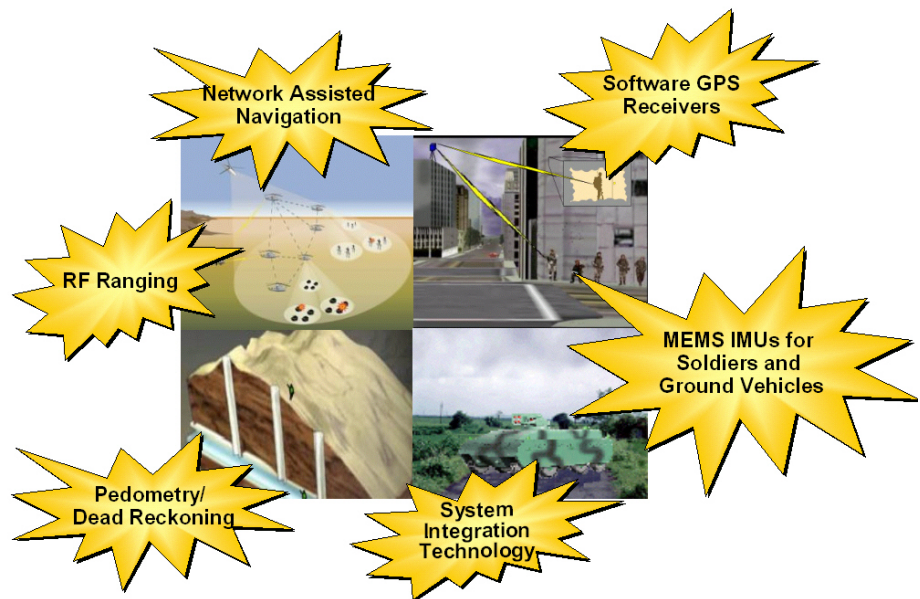 Network Assisted
Navigation
Software GPS
Receivers
RF Ranging
MEMS IMUs for
Soldiers and
Ground Vehicles
Pedometry/
Dead Reckoning
System
Integration
Technology